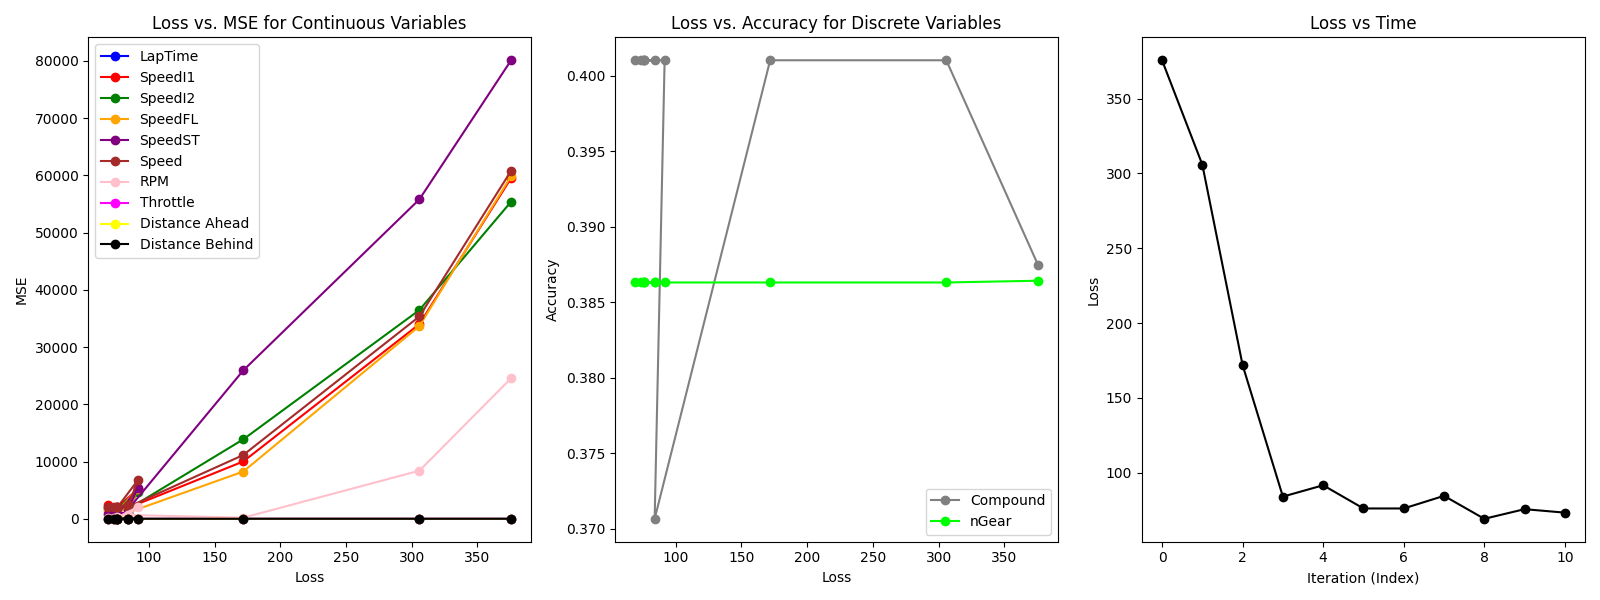 Loss vs. MSE for Continuous Variables
MSE
80000
70000
60000
50000
40000
30000
20000
10000
0
LapTime
SpeedI1
SpeedI2
SpeedFL
SpeedST
Speed
RPM
Throttle
Distance Ahead
Distance Behind
100
150
200
250
300
350
Loss
Loss vs. Accuracy for Discrete Variables
Accuracy
0.400
0.395
0.390
0.385
0.380
0.375
0.370
Compound
nGear
100
150
200
250
300
350
Loss
Loss vs Time
Loss
350
300
250
200
150
100
0
2
4
6
8
10
Iteration (Index)